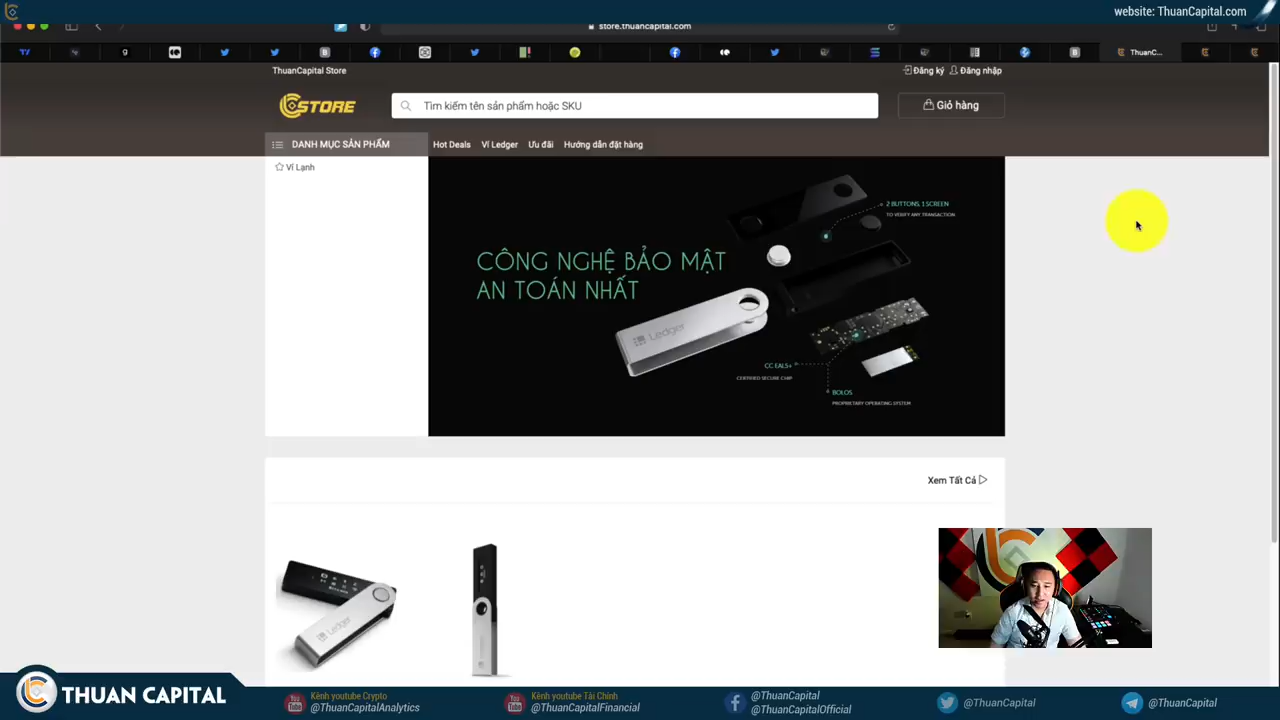 website: ThuanCapital.com
store.thuancapital.com
ThuanC...
ThuanCapital Store
Đăng ký
Đăng nhập
STORE
Tìm kiếm tên sản phẩm hoặc SKU
Giỏ hàng
DANH MỤC SẢN PHẨM
Hot Deals
Ví Ledger
Ưu đãi
Hướng dẫn đặt hàng
Ví Lạnh
2 BUTTONS, 1 SCREEN
TO VERIFY ANY TRANSACTION
CÔNG NGHỆ BẢO MẬT
AN TOÀN NHẤT
Ledger
CC EAL5+
CERTIFIED SECURE CHIP
BOLOS
PROPRIETARY OPERATING SYSTEM
Xem Tất Cả
Ledger
THUAN CAPITAL
Kênh youtube Crypto
@ThuanCapitalAnalytics
Kênh youtube Tài Chính
@ThuanCapitalFinancial
@ThuanCapital
@ThuanCapitalOfficial
@ThuanCapital
@ThuanCapital